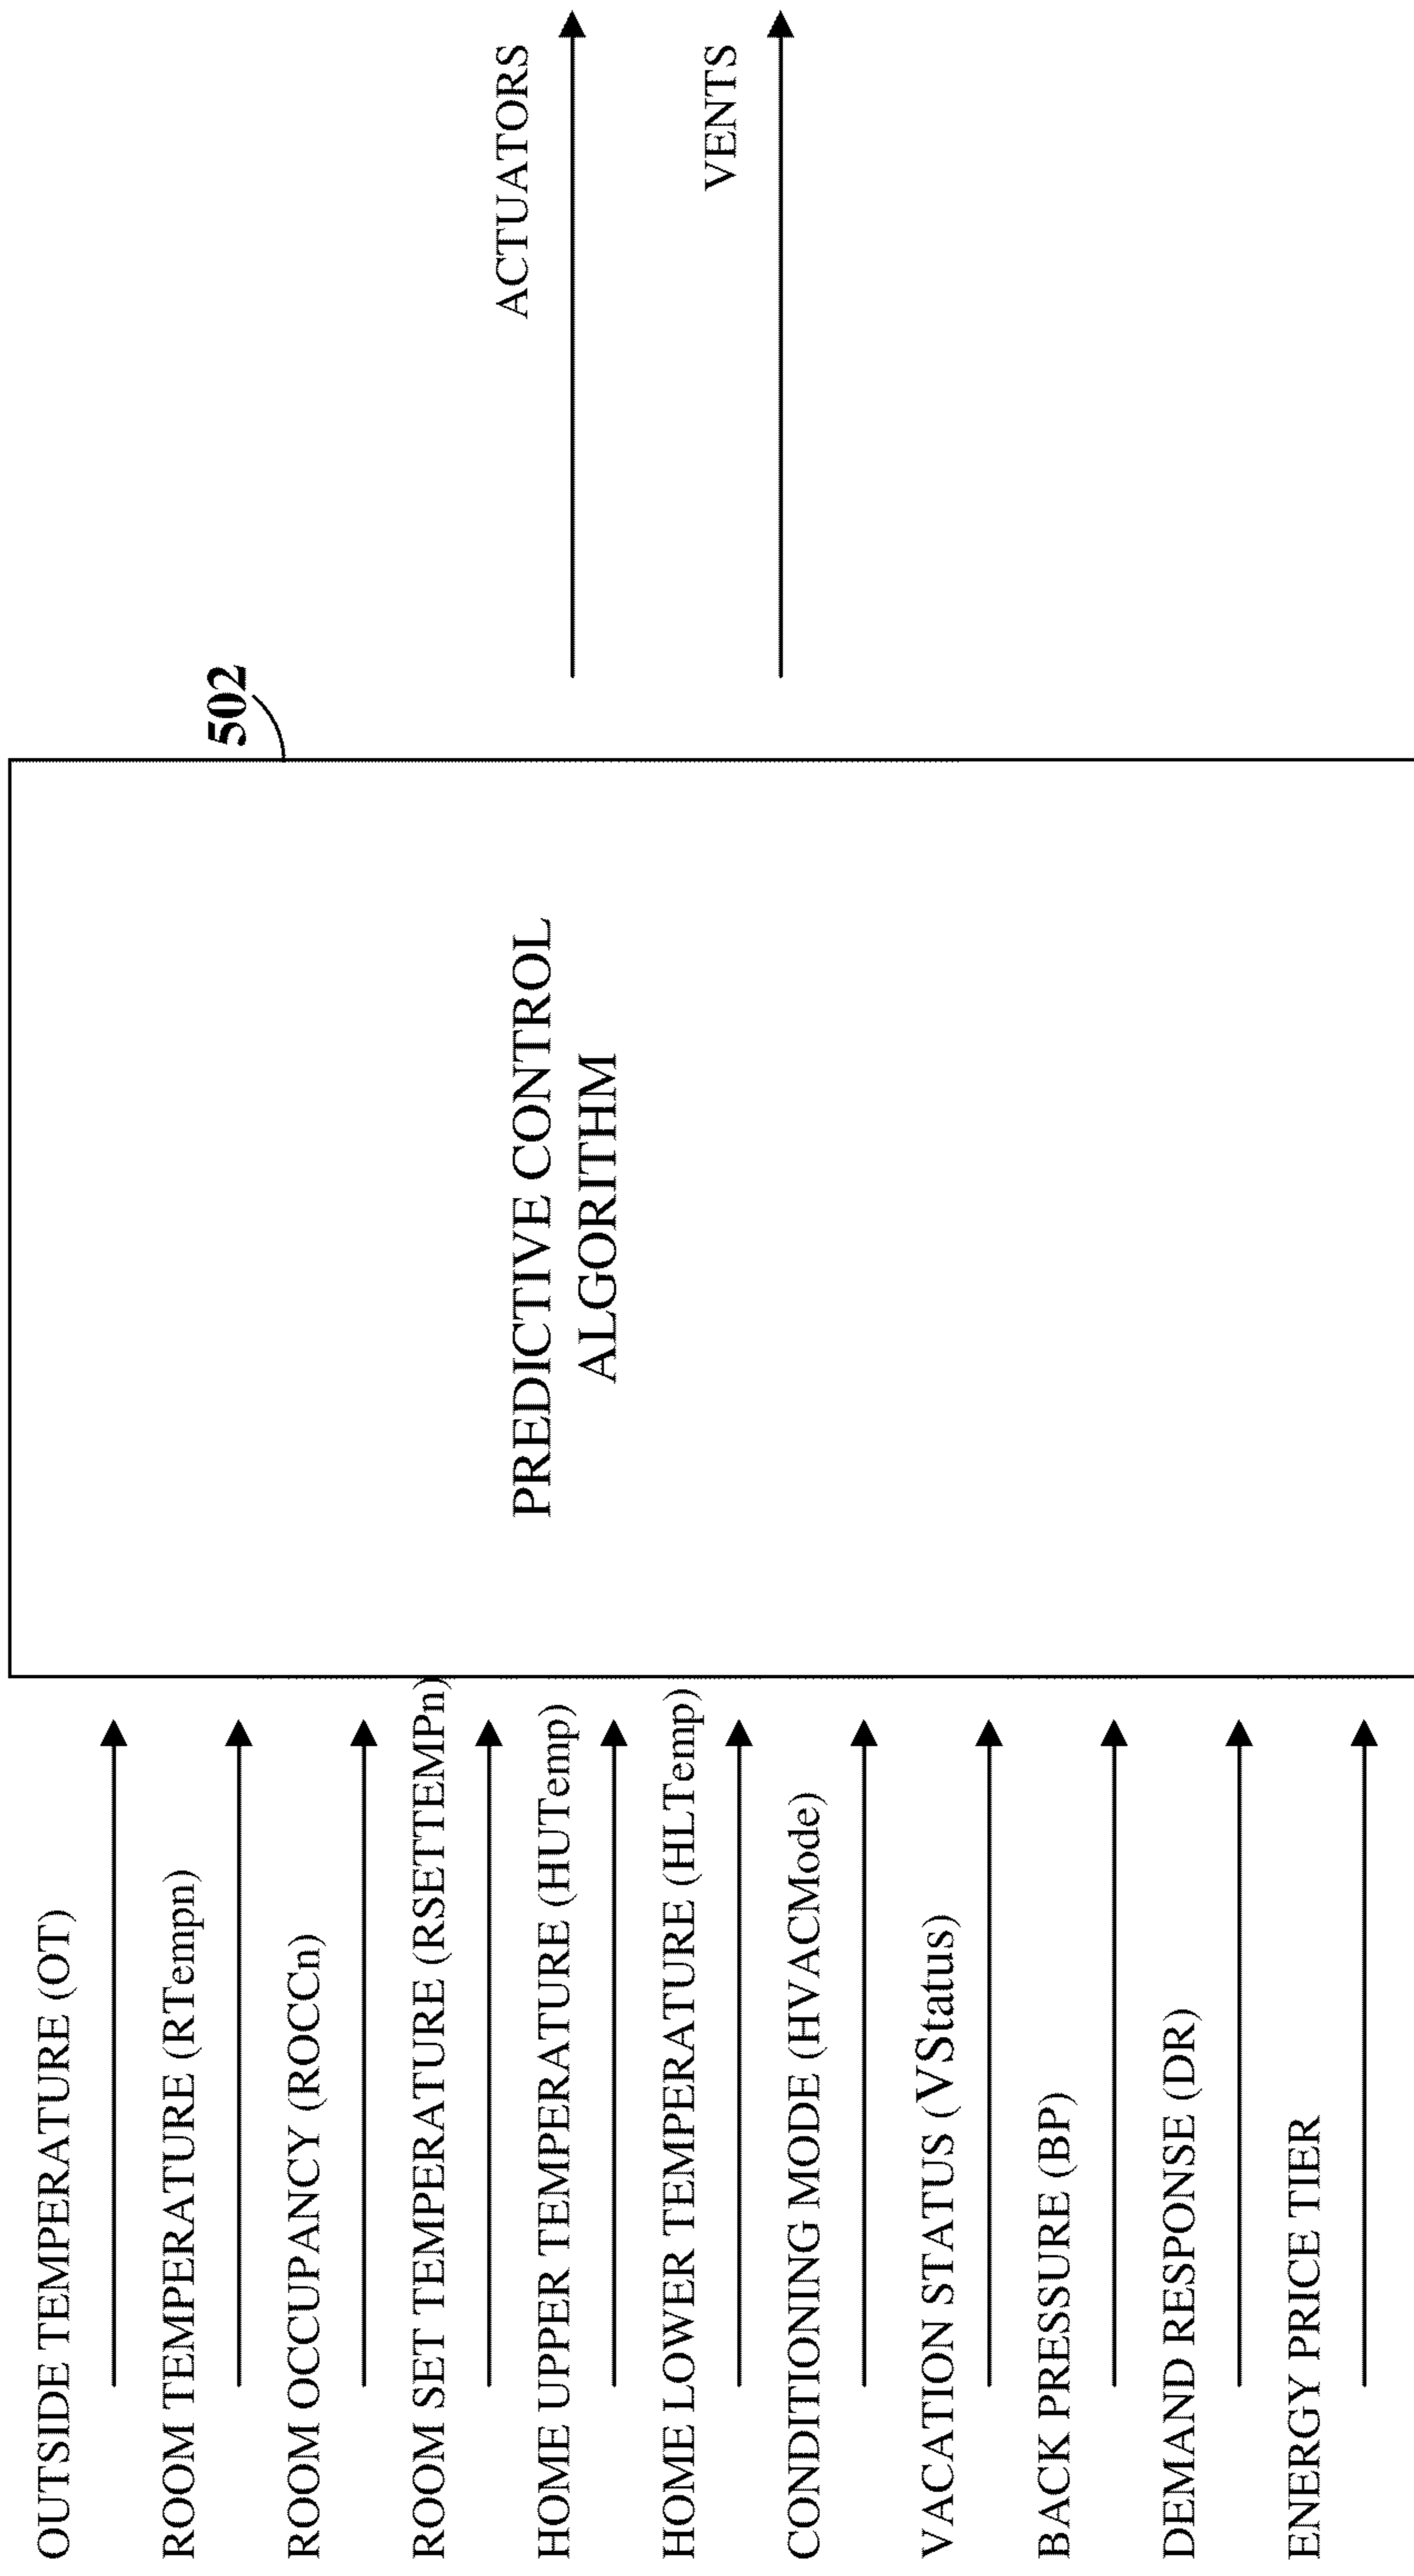 OUTSIDE TEMPERATURE (OT)
ROOM TEMPERATURE (RTempn)
ROOM OCCUPANCY (ROCCn)
ROOM SET TEMPERATURE (RSETTEMPn)
HOME UPPER TEMPERATURE (HUTemp)
HOME LOWER TEMPERATURE (HLTemp)
CONDITIONING MODE (HVACMode)
VACATION STATUS (VStatus)
BACK PRESSURE (BP)
DEMAND RESPONSE (DR)
ENERGY PRICE TIER
PREDICTIVE CONTROL
ALGORITHM
502
ACTUATORS
VENTS